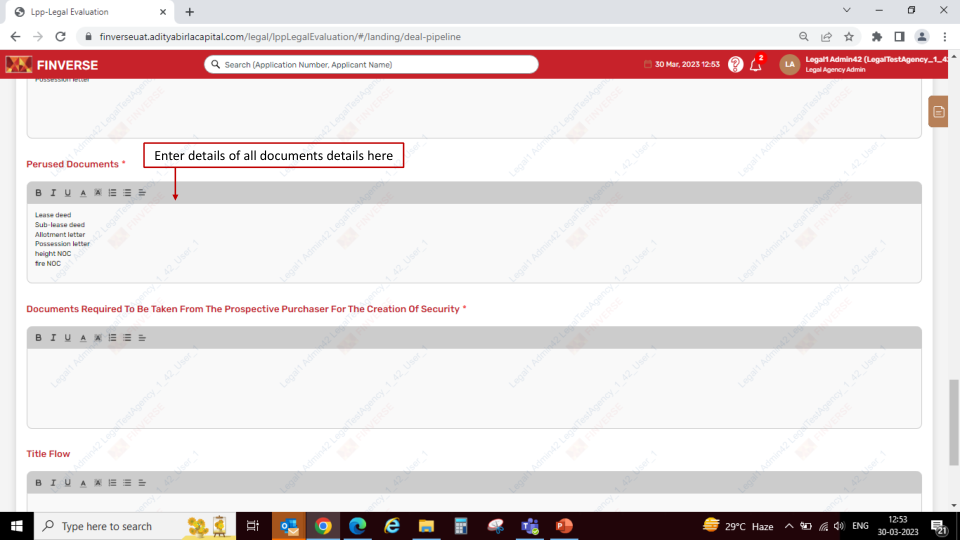 Lpp-Legal Evaluation
finverseuat.adityabirlacapital.com/legal/lppLegalEvaluation/#/landing/deal-pipeline
FINVERSE
Search (Application Number, Applicant Name)
30 Mar, 2023 12:53
2
LA
Legal1 Admin42 (LegalTestAgency_1_4
Legal Agency Admin
Possession letter
Perused Documents *
Enter details of all documents details here
B I U A A
Lease deed
Sub-lease deed
Allotment letter
Possession letter
height NOC
fire NOC
Documents Required To Be Taken From The Prospective Purchaser For The Creation Of Security *
B I U A A
Title Flow
B I U A A
Type here to search
29°C Haze
ENG
12:53
30-03-2023
21